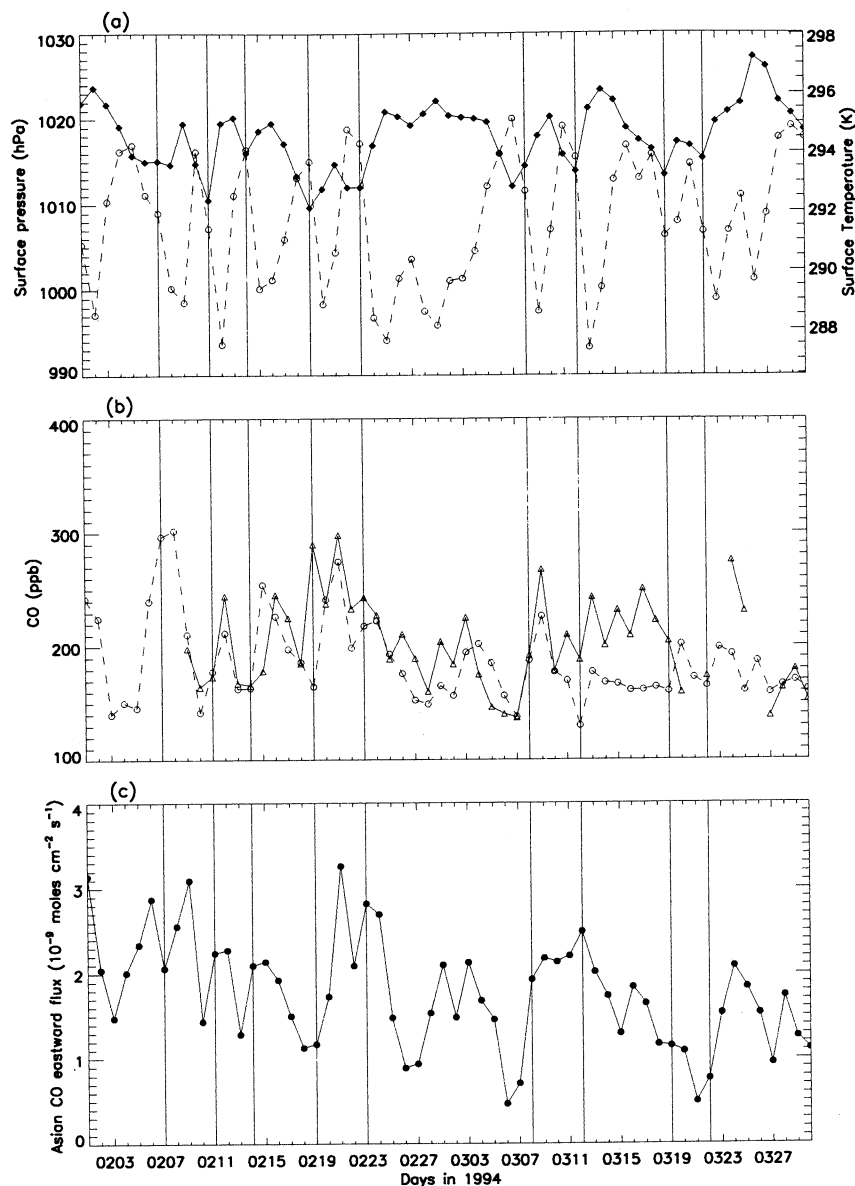 (a)
1030
1020
1010
1000
990
Surface pressure (hPa)
298
296
294
292
290
288
Surface Temperature (K)
(b)
400
300
200
100
CO (ppb)
(c)
4
3
2
1
0
Asian CO eastward flux (10⁻⁹ moles cm⁻² s⁻¹)
0203 0207 0211 0215 0219 0223 0227 0303 0307 0311 0315 0319 0323 0327
Days in 1994